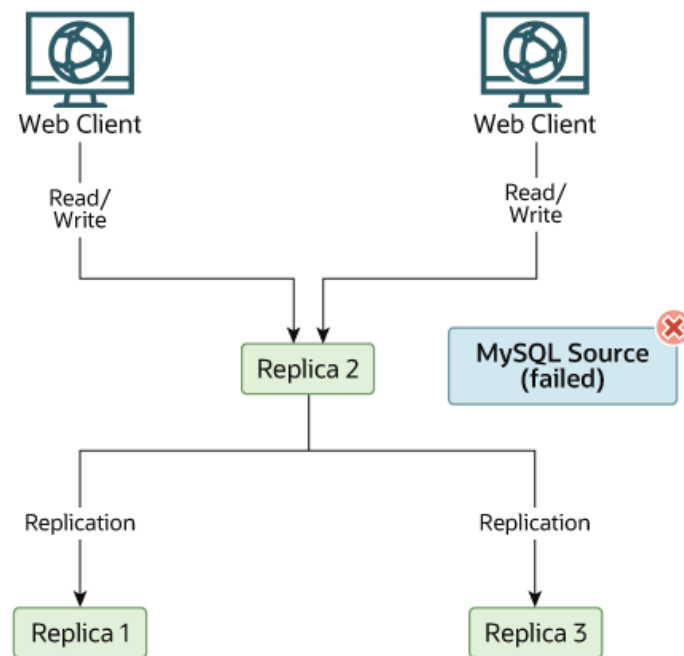 Web Client
Web Client
Read/
Write
Read/
Write
Replica 2
MySQL Source
(failed)
Replication
Replication
Replica 1
Replica 3